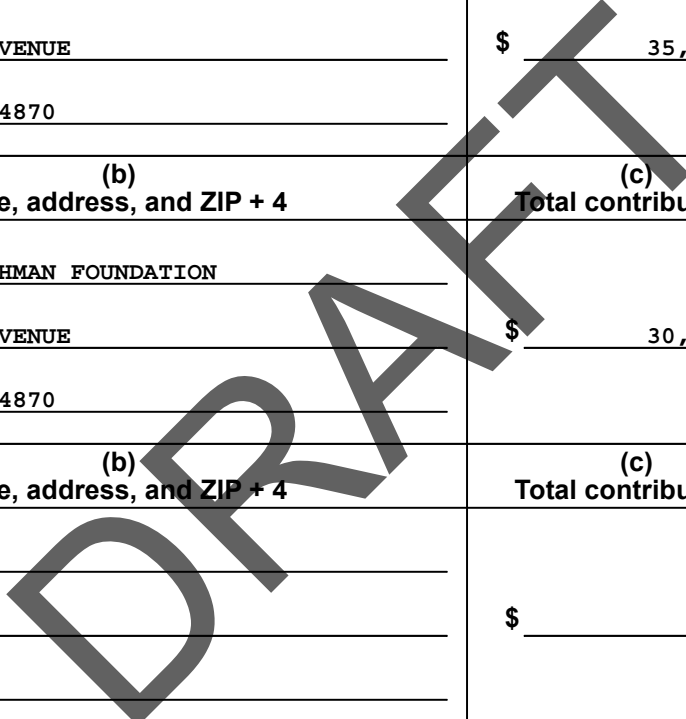 VENUE $ 35,
4870
(b) (c)
e, address, and ZIP + 4 Total contribu
HMAN FOUNDATION
VENUE $ 30,
4870
(b) (c)
e, address, and ZIP + 4 Total contribu
$
DRAFT